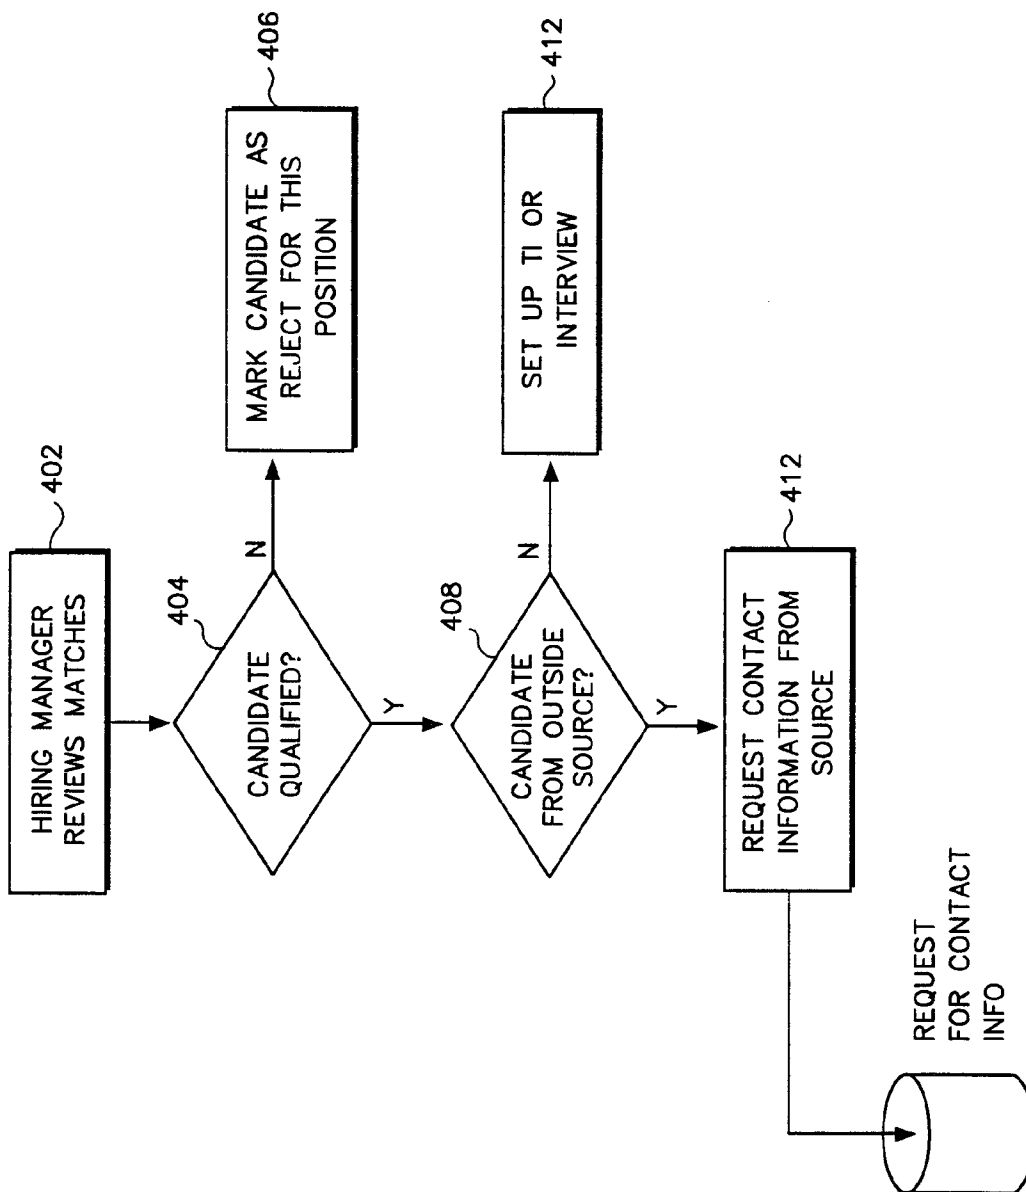 402
HIRING MANAGER
REVIEWS MATCHES
404
CANDIDATE
QUALIFIED?
N
406
MARK CANDIDATE AS
REJECT FOR THIS
POSITION
Y
408
CANDIDATE
FROM OUTSIDE
SOURCE?
N
412
SET UP TI OR
INTERVIEW
Y
412
REQUEST CONTACT
INFORMATION FROM
SOURCE
REQUEST
FOR CONTACT
INFO